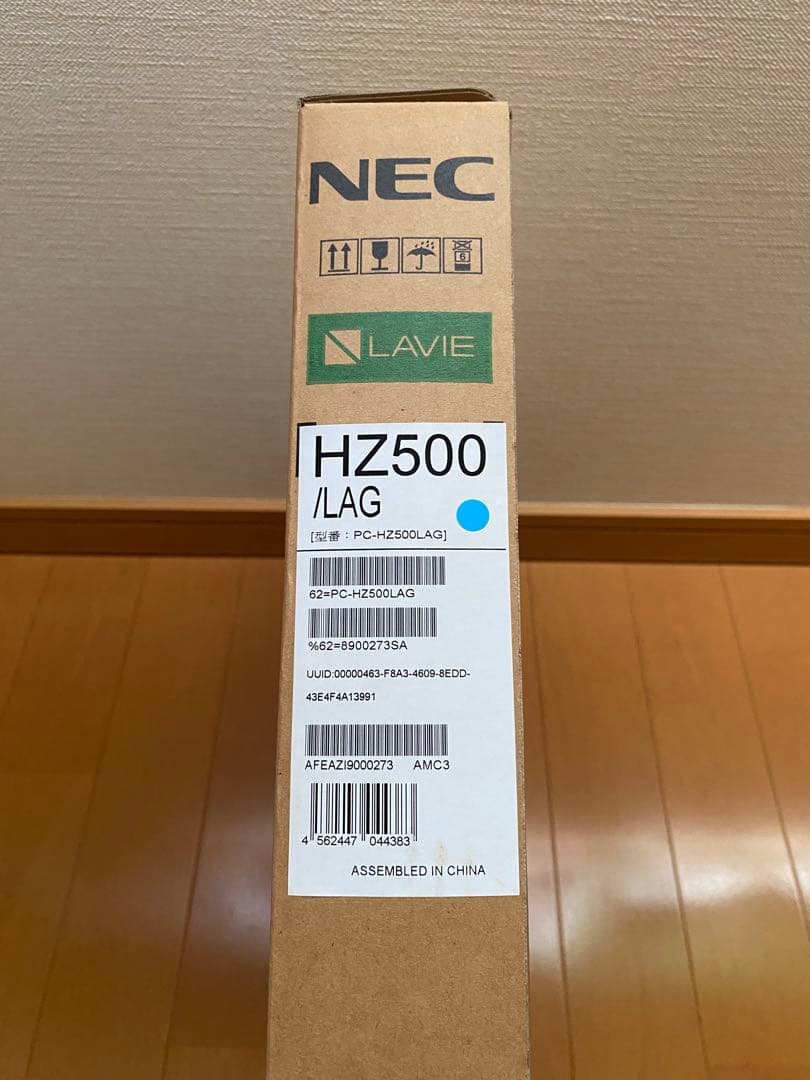 NEC
6
LAVIE
HZ500
/LAG
[型番：PC-HZ500LAG]
62=PC-HZ500LAG
%62=8900273SA
UUID:00000463-F8A3-4609-8EDD-
43E4F4A13991
AFEAZI9000273 AMC3
4 562447 044383
ASSEMBLED IN CHINA